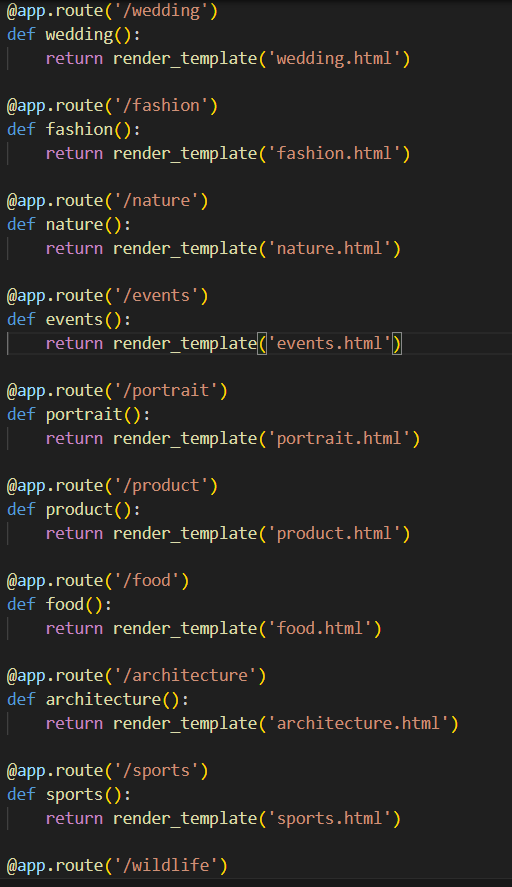 @app.route('/wedding')
def wedding():
    return render_template('wedding.html')

@app.route('/fashion')
def fashion():
    return render_template('fashion.html')

@app.route('/nature')
def nature():
    return render_template('nature.html')

@app.route('/events')
def events():
    return render_template('events.html')

@app.route('/portrait')
def portrait():
    return render_template('portrait.html')

@app.route('/product')
def product():
    return render_template('product.html')

@app.route('/food')
def food():
    return render_template('food.html')

@app.route('/architecture')
def architecture():
    return render_template('architecture.html')

@app.route('/sports')
def sports():
    return render_template('sports.html')

@app.route('/wildlife')